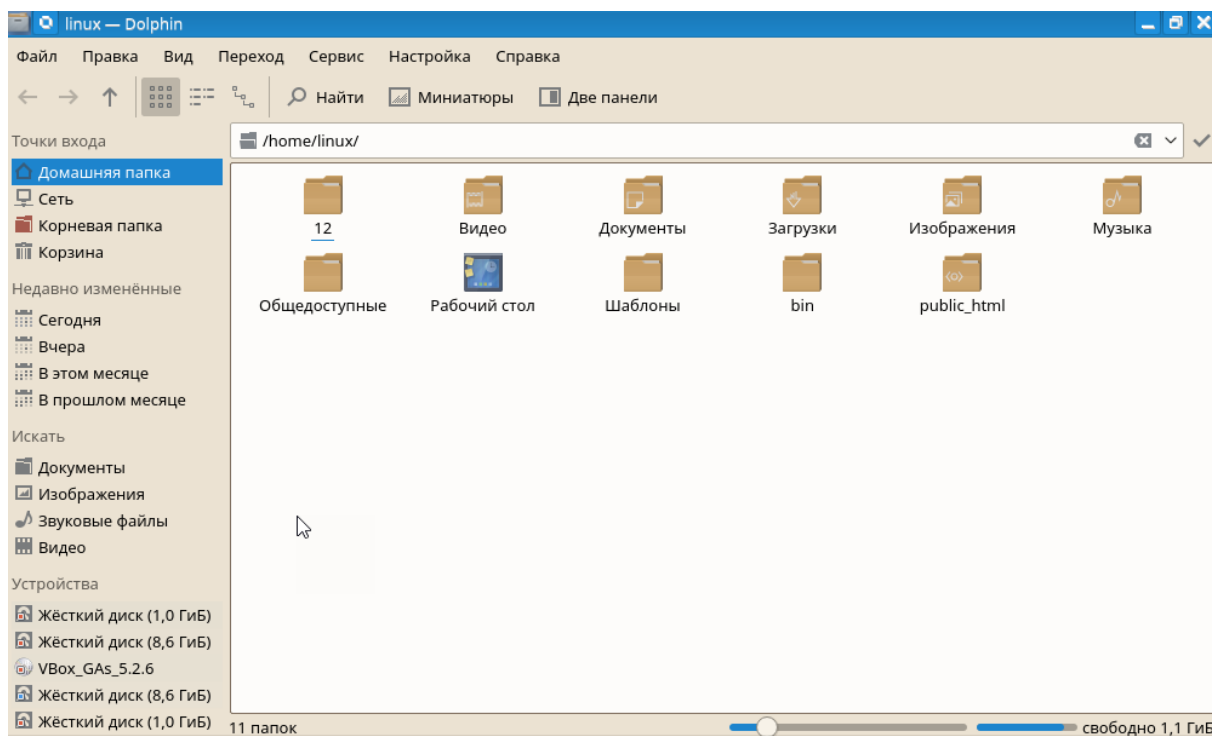 linux — Dolphin
Файл Правка Вид Переход Сервис Настройка Справка
Найти Миниатюры Две панели
Точки входа
/home/linux/
Домашняя папка
Сеть
Корневая папка
Корзина
Недавно изменённые
Сегодня
Вчера
В этом месяце
В прошлом месяце
Искать
Документы
Изображения
Звуковые файлы
Видео
Устройства
Жёсткий диск (1,0 ГиБ)
Жёсткий диск (8,6 ГиБ)
VBox_GAs_5.2.6
Жёсткий диск (8,6 ГиБ)
Жёсткий диск (1,0 ГиБ)
12 Видео Документы Загрузки Изображения Музыка
Общедоступные Рабочий стол Шаблоны bin public_html
11 папок
свободно 1,1 ГиБ